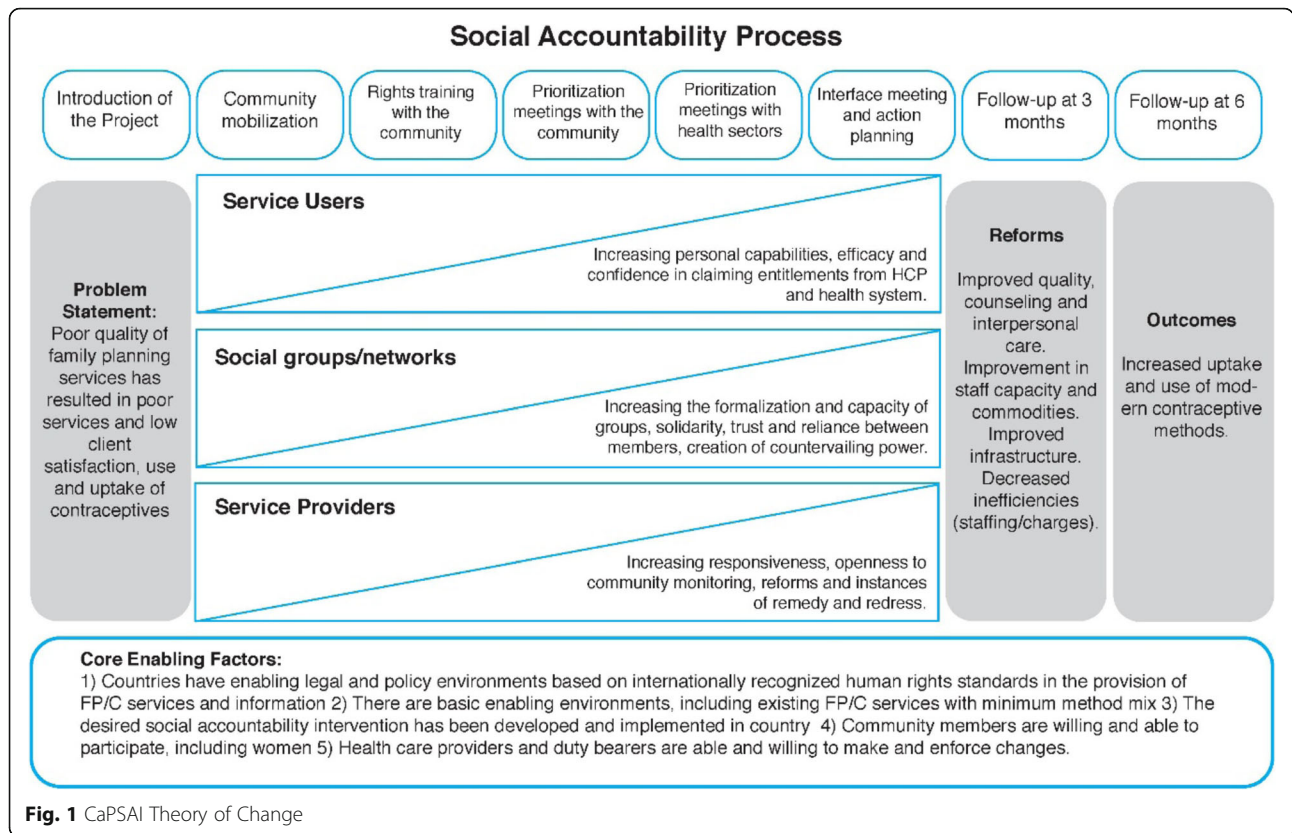 Social Accountability Process
Introduction of
the Project
Community
mobilization
Rights training
with the
community
Prioritization
meetings with the
community
Prioritization
meetings with
health sectors
Interface meeting
and action
planning
Follow-up at 3
months
Follow-up at 6
months
Problem
Statement:
Poor quality of
family planning
services has
resulted in poor
services and low
client
satisfaction, use
and uptake of
contraceptives
Service Users
Increasing personal capabilities, efficacy and
confidence in claiming entitlements from HCP
and health system.
Social groups/networks
Increasing the formalization and capacity of
groups, solidarity, trust and reliance between
members, creation of countervailing power.
Service Providers
Increasing responsiveness, openness to
community monitoring, reforms and instances
of remedy and redress.
Reforms
Improved quality,
counseling and
interpersonal
care.
Improvement in
staff capacity and
commodities.
Improved
infrastructure.
Decreased
inefficiencies
(staffing/charges).
Outcomes
Increased uptake
and use of mod-
ern contraceptive
methods.
Core Enabling Factors:
1) Countries have enabling legal and policy environments based on internationally recognized human rights standards in the provision of
FP/C services and information 2) There are basic enabling environments, including existing FP/C services with minimum method mix 3) The
desired social accountability intervention has been developed and implemented in country 4) Community members are willing and able to
participate, including women 5) Health care providers and duty bearers are able and willing to make and enforce changes.
Fig. 1 CaPSAI Theory of Change